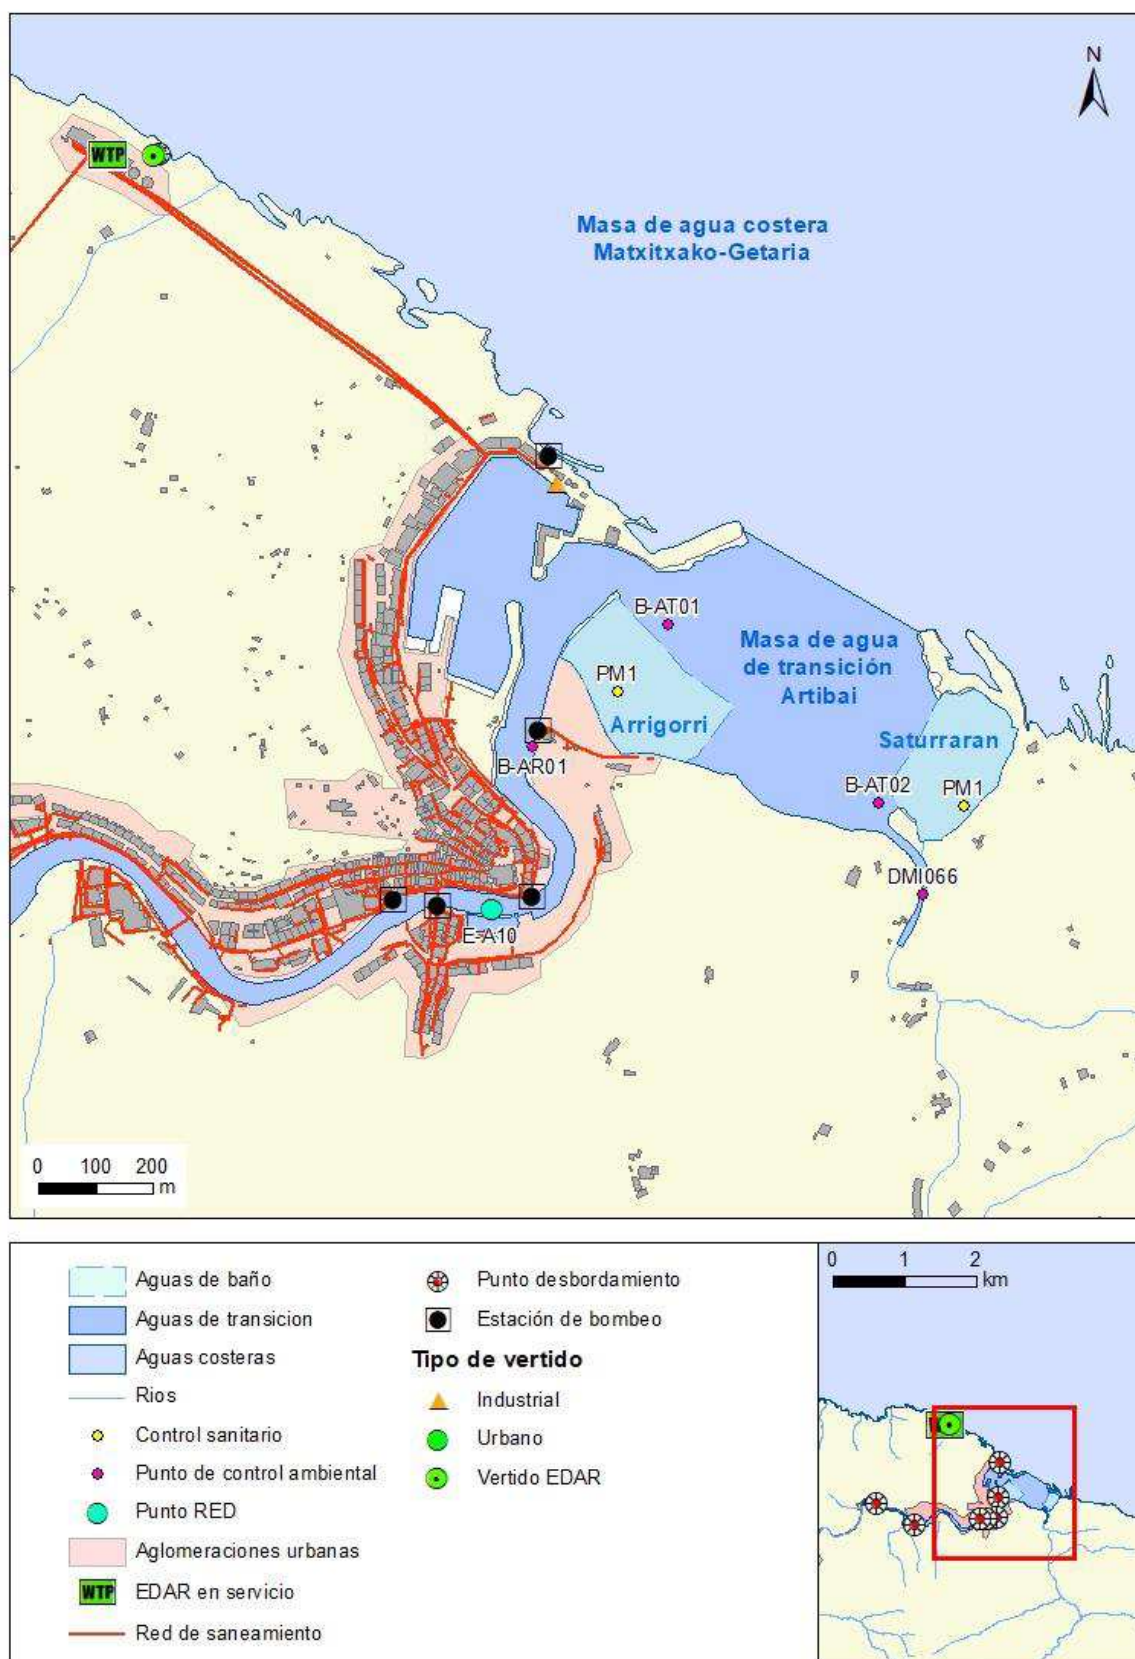 N
WTP
Masa de agua costera
Matxitxako-Getaria
B-AT01
Masa de agua
de transición
Artibai
PM1
Arrigorri
Saturraran
B-AR01
B-AT02
PM1
DMI066
E-A10
0 100 200
m
Aguas de baño
Aguas de transicion
Aguas costeras
Rios
Control sanitario
Punto de control ambiental
Punto RED
Aglomeraciones urbanas
WTP EDAR en servicio
Red de saneamiento
Punto desbordamiento
Estación de bombeo
Tipo de vertido
Industrial
Urbano
Vertido EDAR
0 1 2
km